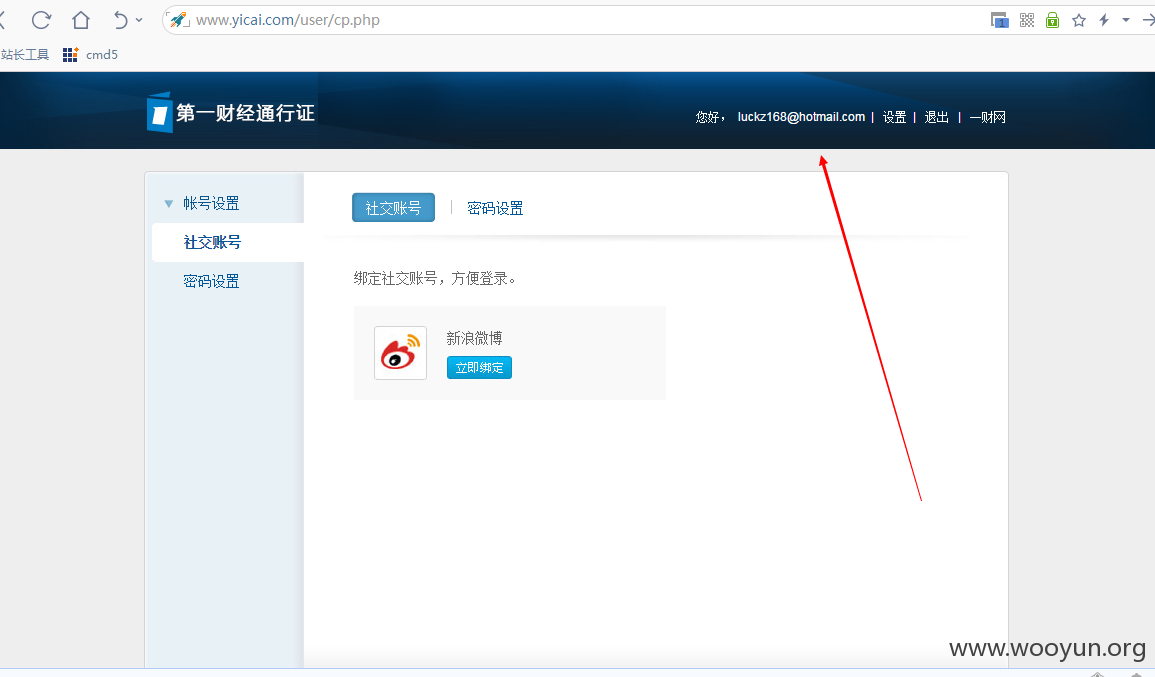 www.yicai.com/user/cp.php
站长工具 cmd5
第一财经通行证
您好， luckz168@hotmail.com | 设置 | 退出 | 一财网
帐号设置
社交账号 | 密码设置
社交账号
密码设置
绑定社交账号，方便登录。
新浪微博
立即绑定
www.wooyun.org